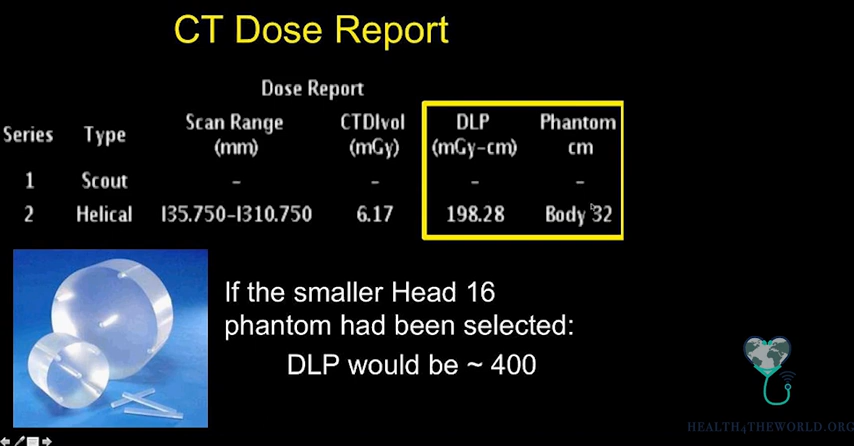 CT Dose Report
Dose Report
Series Type Scan Range (mm) CTDIvol (mGy) DLP (mGy-cm) Phantom cm
1 Scout - - - -
2 Helical I35.750-I310.750 6.17 198.28 Body 32
If the smaller Head 16
phantom had been selected:
DLP would be ~ 400
HEALTH4THEWORLD.ORG